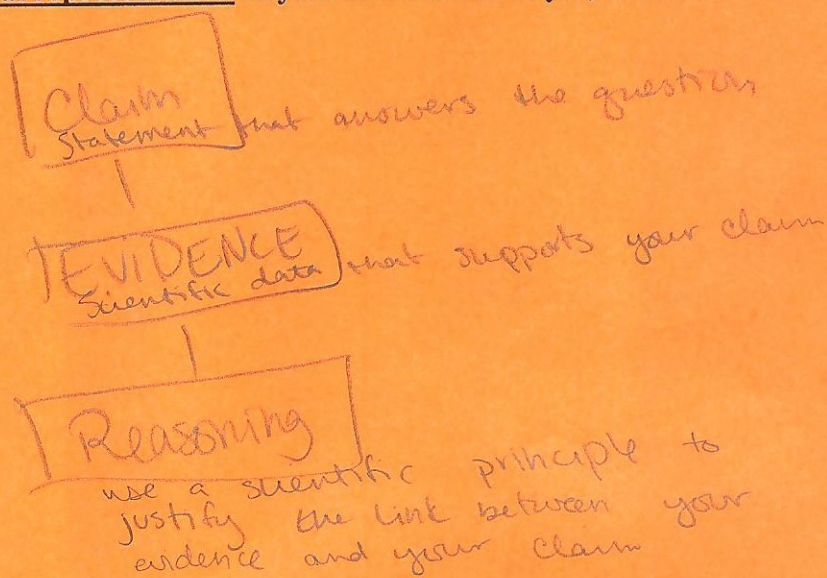 Claim
Statement that answers the question
EVIDENCE
Scientific data that supports your claim
Reasoning
use a scientific principle to
justify the link between your
evidence and your claim